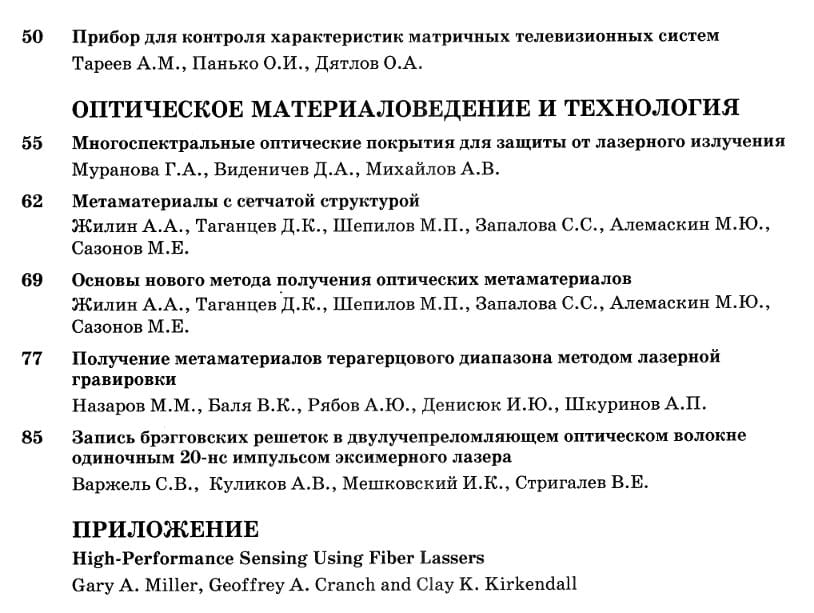 50 Прибор для контроля характеристик матричных телевизионных систем
Тареев А.М., Панько О.И., Дятлов О.А.
ОПТИЧЕСКОЕ МАТЕРИАЛОВЕДЕНИЕ И ТЕХНОЛОГИЯ
55 Многоспектральные оптические покрытия для защиты от лазерного излучения
Муранова Г.А., Виденичев Д.А., Михайлов А.В.
62 Метаматериалы с сетчатой структурой
Жилин А.А., Таганцев Д.К., Шепилов М.П., Запалова С.С., Алемаскин М.Ю.,
Сазонов М.Е.
69 Основы нового метода получения оптических метаматериалов
Жилин А.А., Таганцев Д.К., Шепилов М.П., Запалова С.С., Алемаскин М.Ю.,
Сазонов М.Е.
77 Получение метаматериалов терагерцового диапазона методом лазерной
гравировки
Назаров М.М., Баля В.К., Рябов А.Ю., Денисюк И.Ю., Шкуринов А.П.
85 Запись брэгговских решеток в двулучепреломляющем оптическом волокне
одиночным 20-нс импульсом эксимерного лазера
Варжель С.В., Куликов А.В., Мешковский И.К., Стригалев В.Е.
ПРИЛОЖЕНИЕ
High-Performance Sensing Using Fiber Lassers
Gary A. Miller, Geoffrey A. Cranch and Clay K. Kirkendall